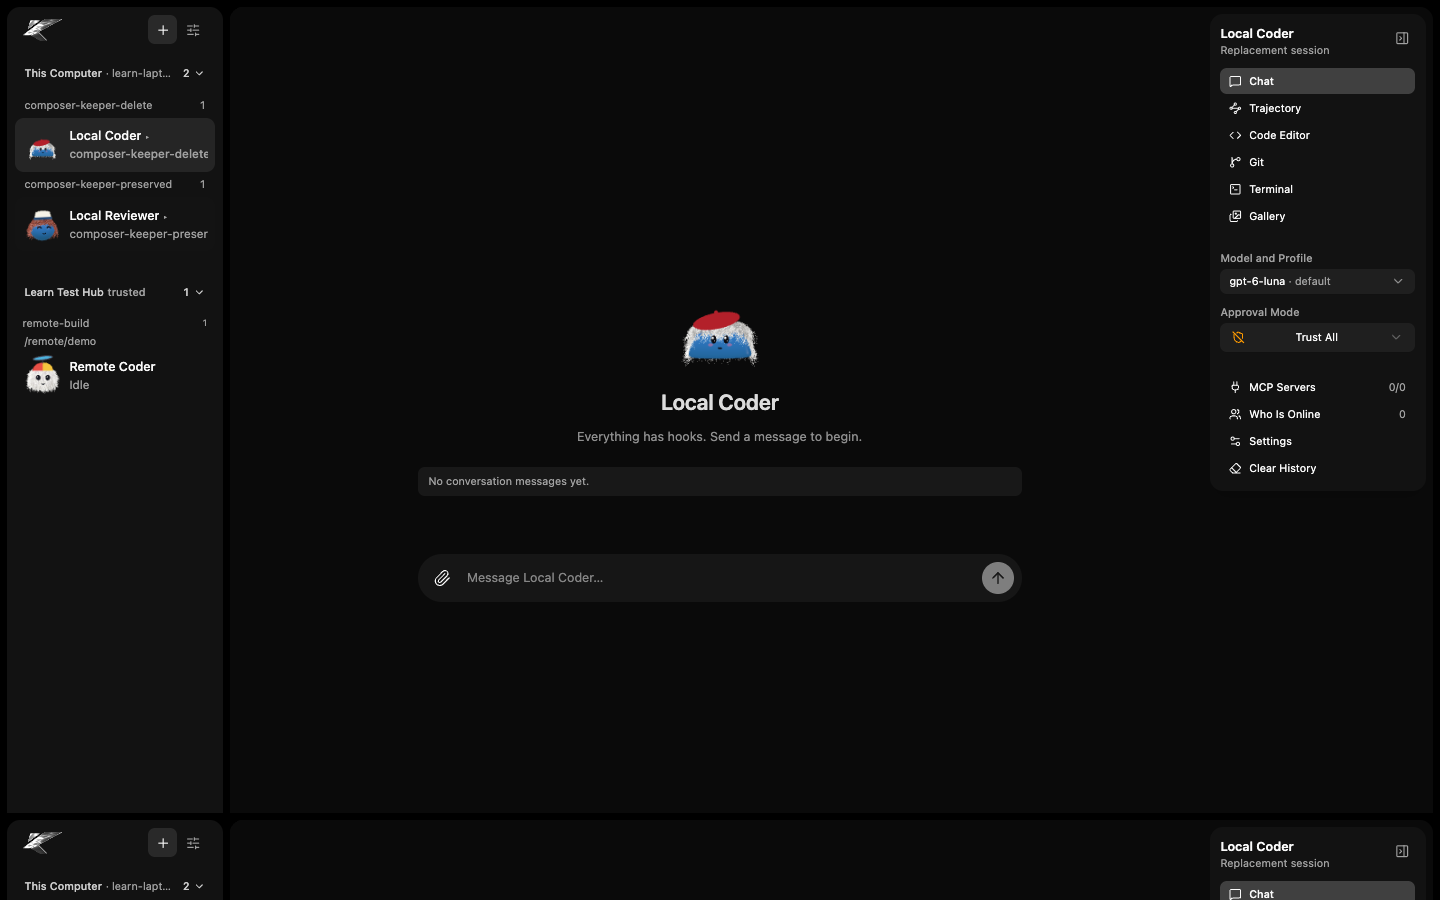 This Computer · learn-lapt... 2
composer-keeper-delete 1
Local Coder
composer-keeper-delete
composer-keeper-preserved 1
Local Reviewer
composer-keeper-preser
Learn Test Hub trusted 1
remote-build 1
/remote/demo
Remote Coder
Idle
Local Coder
Everything has hooks. Send a message to begin.
No conversation messages yet.
Message Local Coder...
Local Coder
Replacement session
Chat
Trajectory
Code Editor
Git
Terminal
Gallery
Model and Profile
gpt-6-luna · default
Approval Mode
Trust All
MCP Servers 0/0
Who Is Online 0
Settings
Clear History
This Computer · learn-lapt... 2
Local Coder
Replacement session
Chat